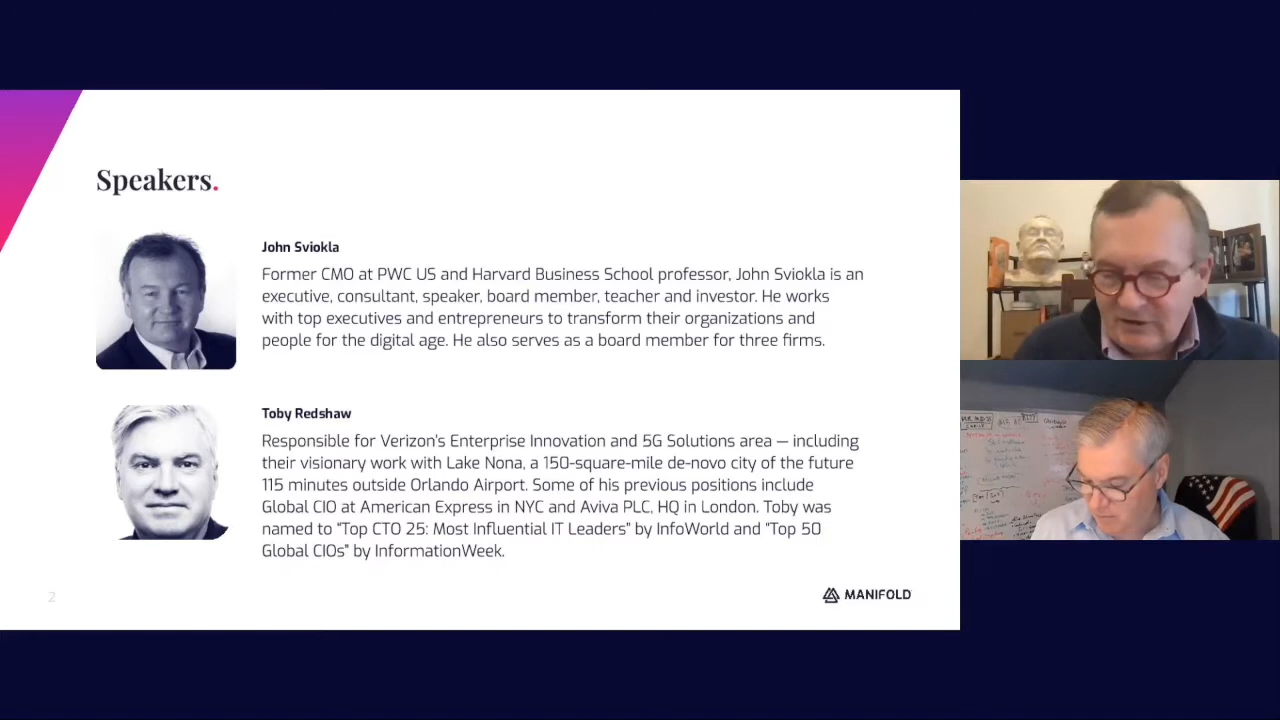 Speakers.
John Sviokla
Former CMO at PWC US and Harvard Business School professor, John Sviokla is an
executive, consultant, speaker, board member, teacher and investor. He works
with top executives and entrepreneurs to transform their organizations and
people for the digital age. He also serves as a board member for three firms.
Toby Redshaw
Responsible for Verizon's Enterprise Innovation and 5G Solutions area — including
their visionary work with Lake Nona, a 150-square-mile de-novo city of the future
115 minutes outside Orlando Airport. Some of his previous positions include
Global CIO at American Express in NYC and Aviva PLC, HQ in London. Toby was
named to "Top CTO 25: Most Influential IT Leaders" by InfoWorld and "Top 50
Global CIOs" by InformationWeek.
2
MANIFOLD